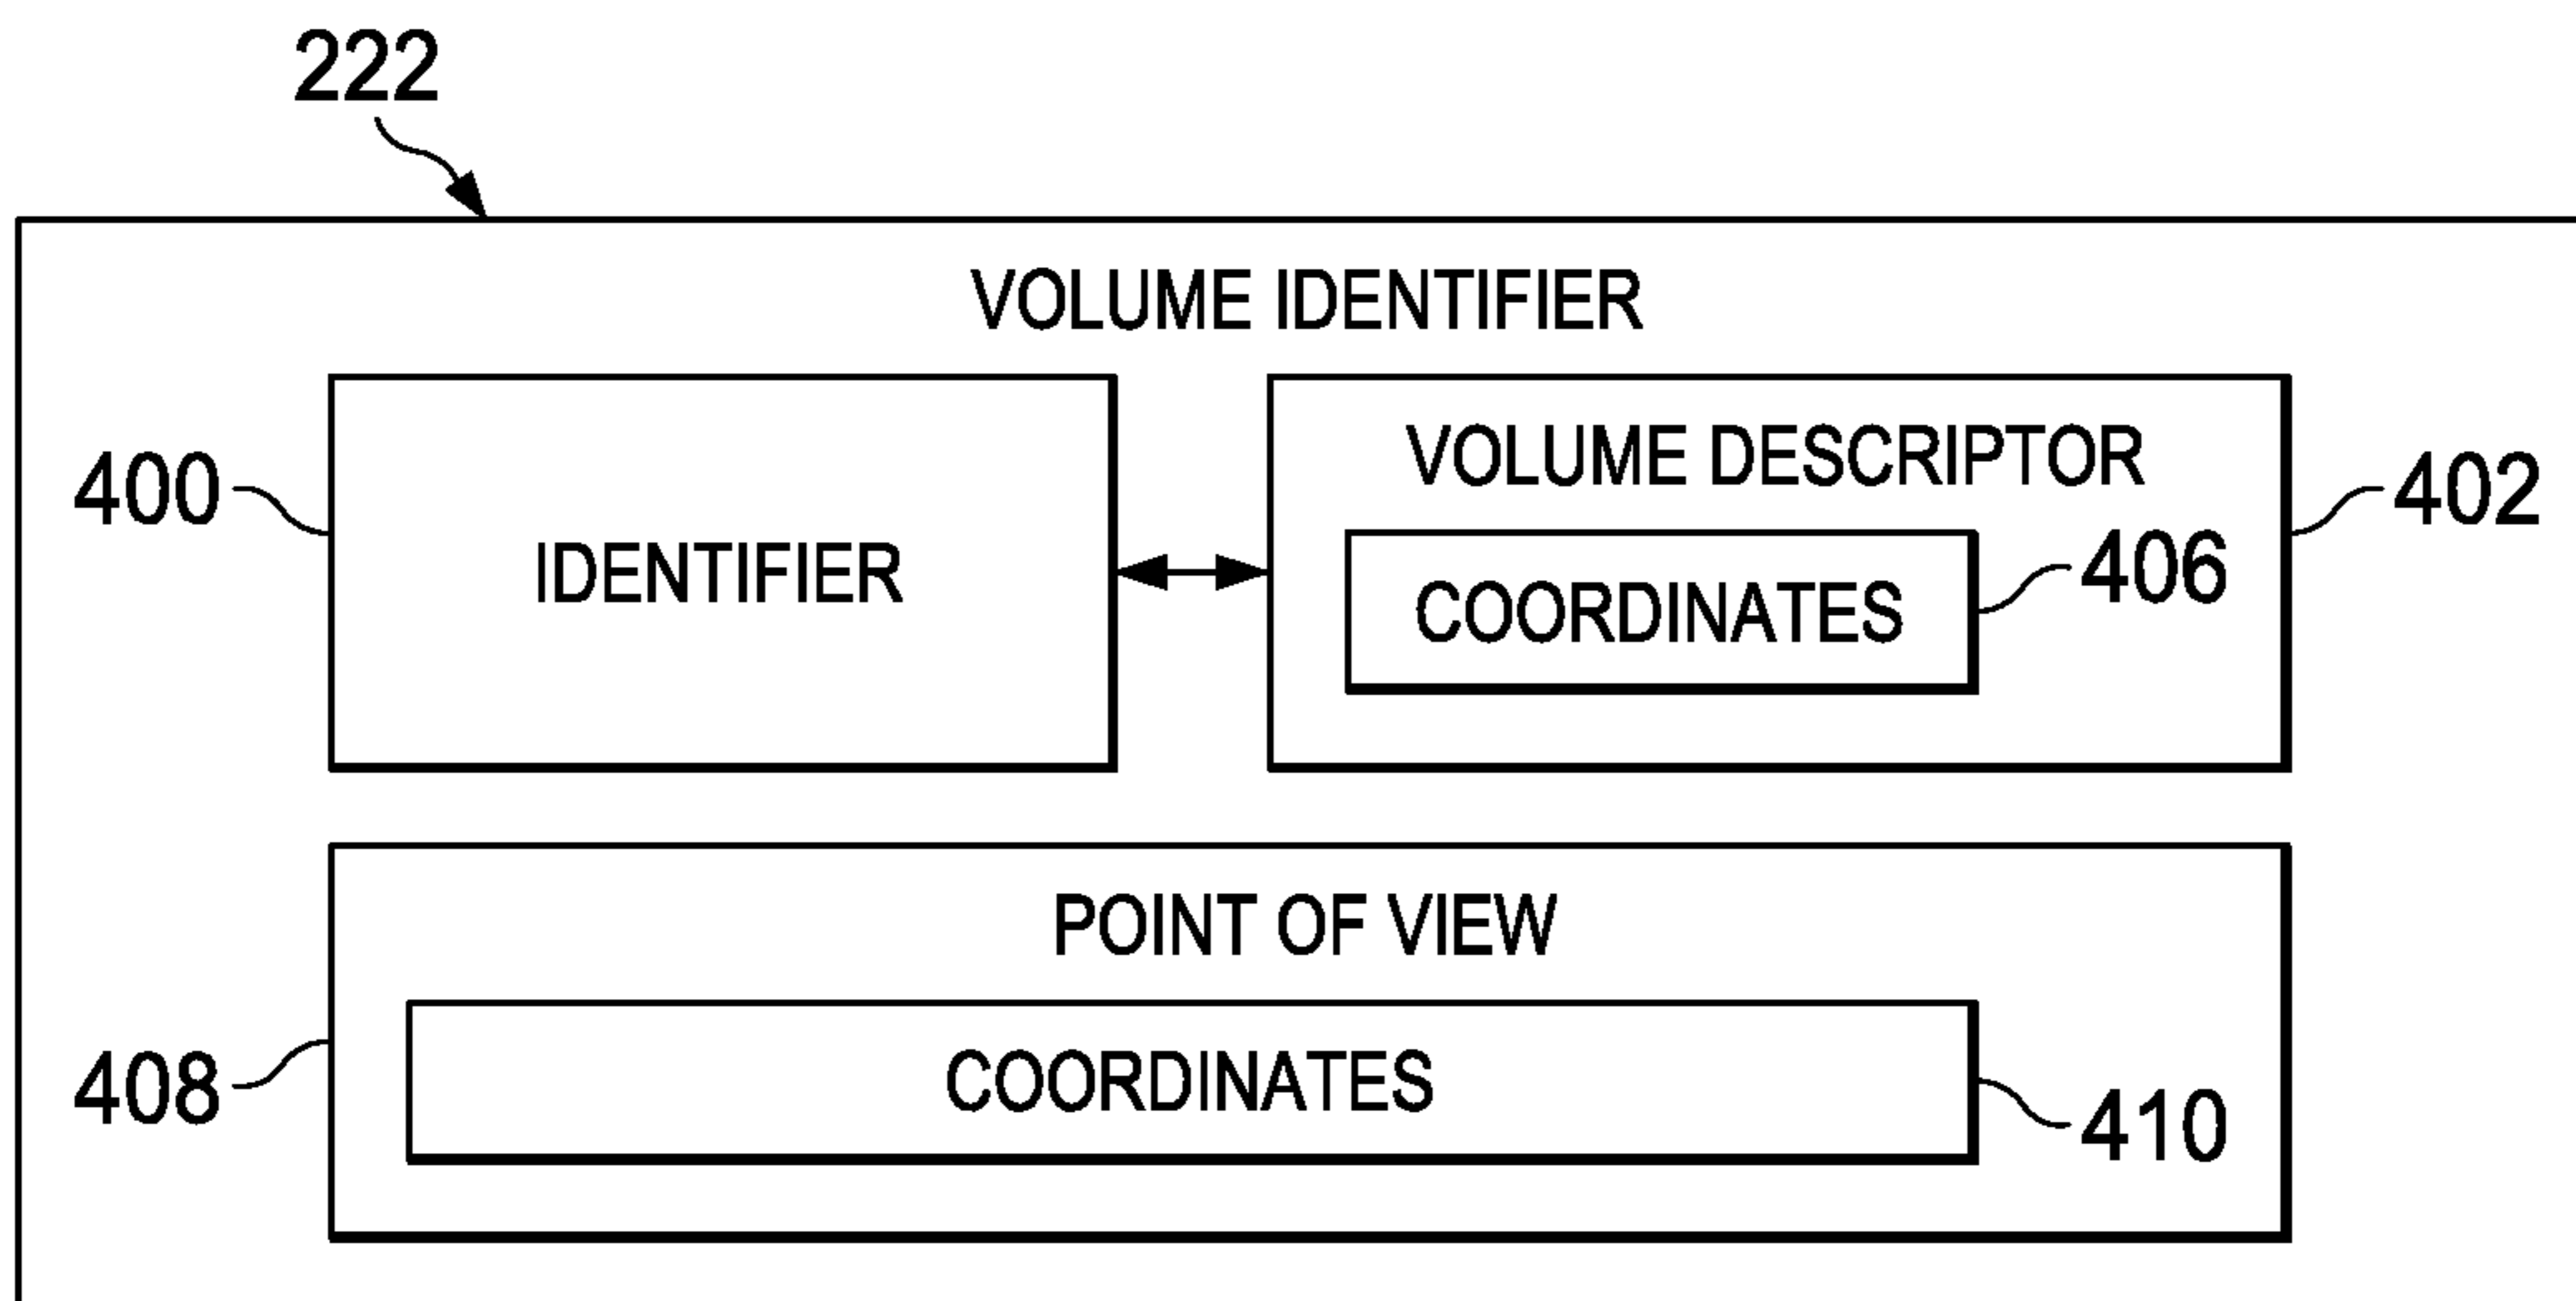 222
VOLUME IDENTIFIER
400
IDENTIFIER
VOLUME DESCRIPTOR
402
COORDINATES
406
POINT OF VIEW
408
COORDINATES
410